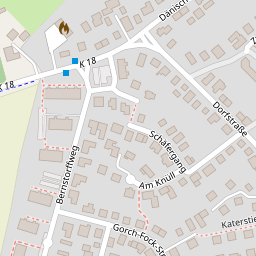 Dänisch
K 18
K 18
Dorfstraße
Schäfergang
Bernstorffweg
Am Knüll
Katerstie
Gorch-Fock-Str